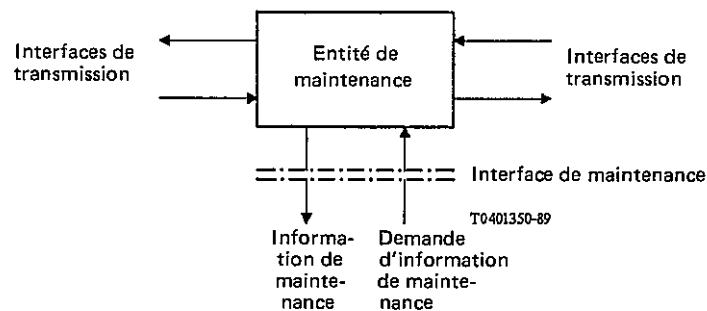 Interfaces de
transmission
Entité de
maintenance
Interfaces de
transmission
Interface de maintenance
T0401350-89
Informa-
tion de
mainte-
nance
Demande
d'information
de mainte-
nance